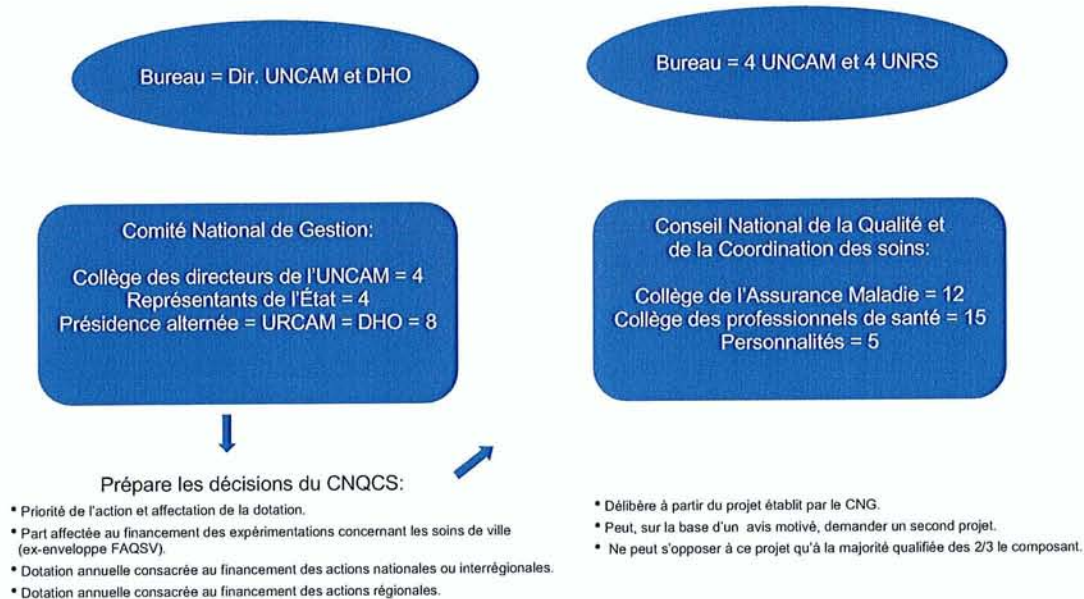 Bureau = Dir. UNCAM et DHO
Bureau = 4 UNCAM et 4 UNRS
Comité National de Gestion:
Collège des directeurs de l'UNCAM = 4
Représentants de l'État = 4
Présidence alternée = URCAM = DHO = 8
Conseil National de la Qualité et
de la Coordination des soins:
Collège de l'Assurance Maladie = 12
Collège des professionnels de santé = 15
Personnalités = 5
Prépare les décisions du CNQCS:
* Priorité de l'action et affectation de la dotation.
* Part affectée au financement des expérimentations concernant les soins de ville
(ex-enveloppe FAQSV).
* Dotation annuelle consacrée au financement des actions nationales ou interrégionales.
* Dotation annuelle consacrée au financement des actions régionales.
* Délibère à partir du projet établit par le CNG.
* Peut, sur la base d'un avis motivé, demander un second projet.
* Ne peut s'opposer à ce projet qu'à la majorité qualifiée des 2/3 le composant.